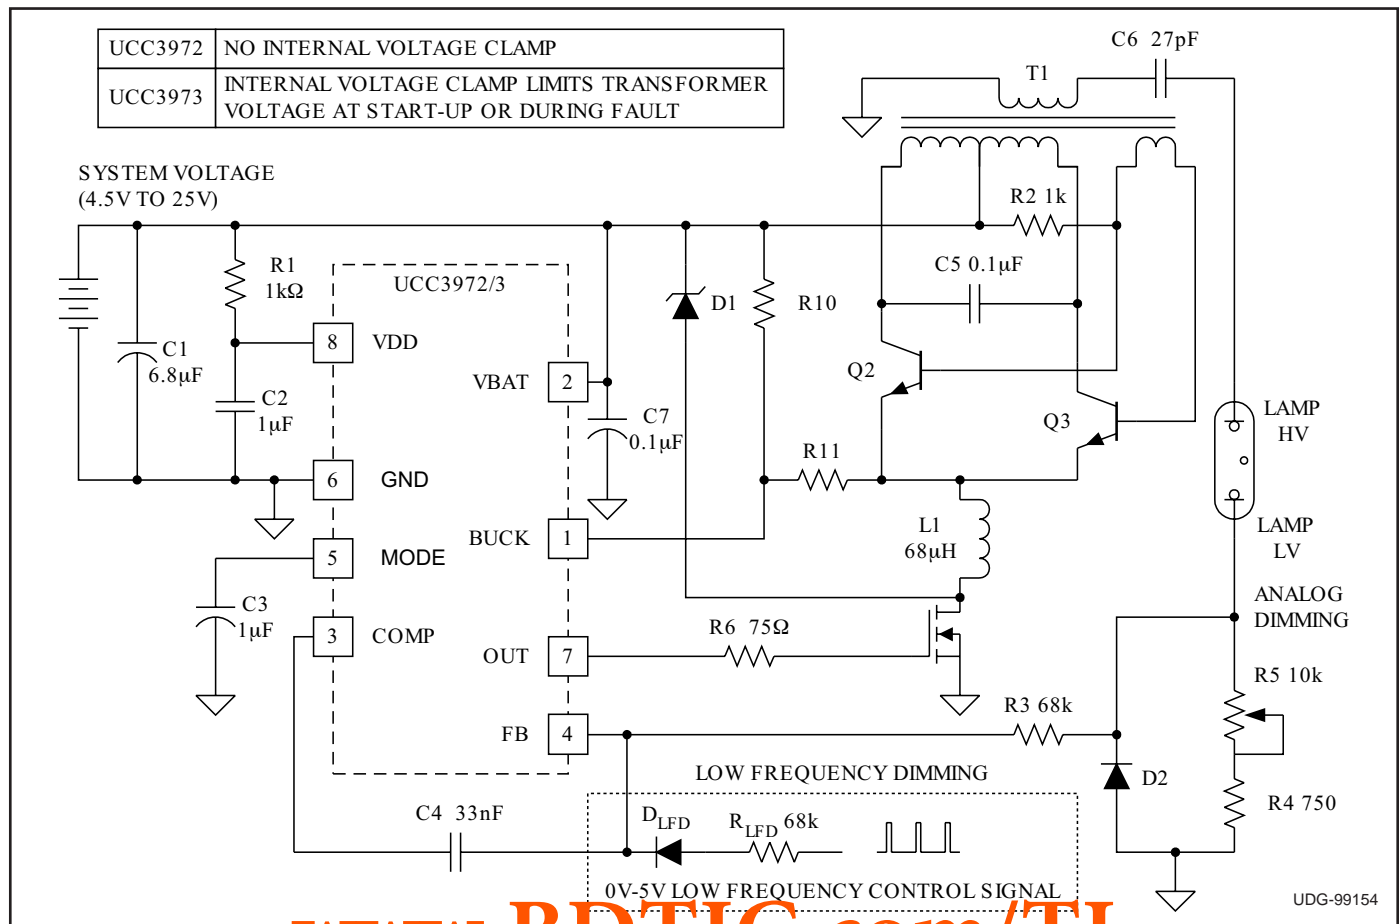 UCC3972 NO INTERNAL VOLTAGE CLAMP
UCC3973 INTERNAL VOLTAGE CLAMP LIMITS TRANSFORMER
VOLTAGE AT START-UP OR DURING FAULT
C6 27pF
T1
SYSTEM VOLTAGE
(4.5V TO 25V)
R2 1k
R1
1kΩ
UCC3972/3
C5 0.1µF
D1
R10
C1
6.8µF
8
VDD
VBAT
2
Q2
C2
1µF
C7
0.1µF
Q3
LAMP
HV
R11
6
GND
L1
68µH
LAMP
LV
BUCK
1
5
MODE
C3
1µF
3
COMP
ANALOG
DIMMING
R6 75Ω
OUT
7
R5 10k
R3 68k
FB
4
LOW FREQUENCY DIMMING
D2
R4 750
C4 33nF
DLFD
RLFD 68k
0V-5V LOW FREQUENCY CONTROL SIGNAL
UDG-99154
www.BDTIC.com/TI